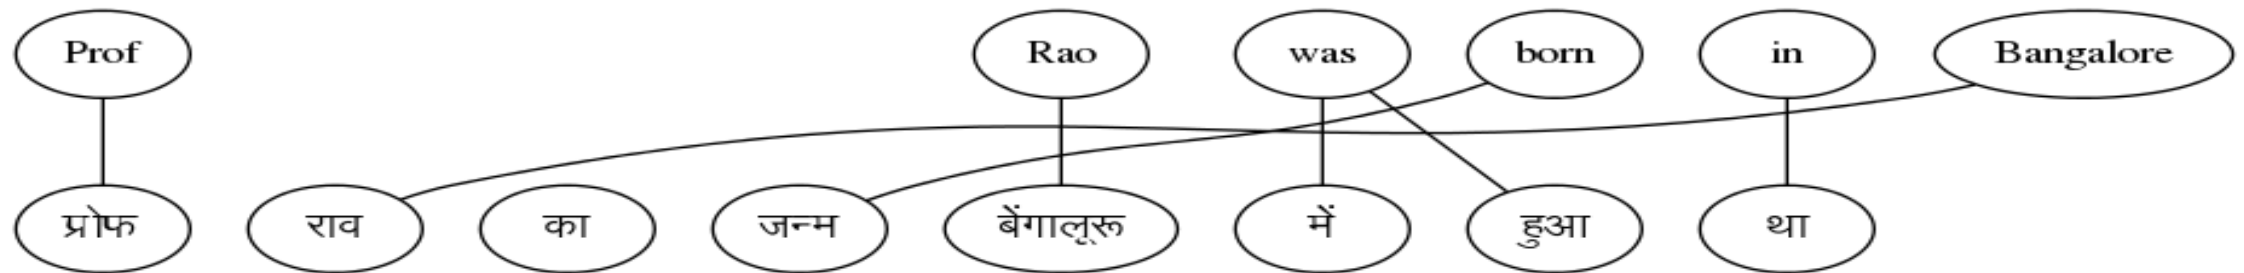 Prof Rao was born in Bangalore
प्रोफ राव का जन्म बेंगालूरू में हुआ था